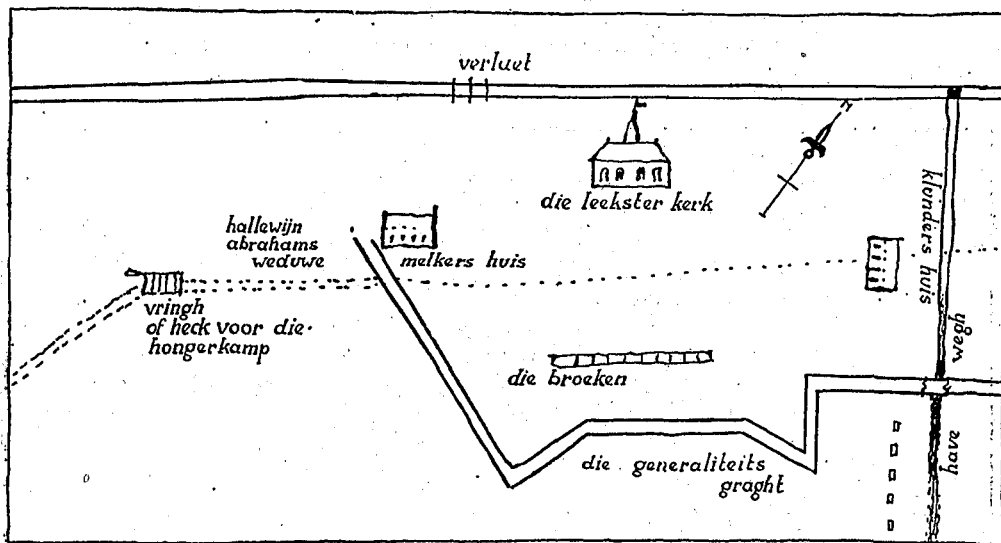 verluet
N
die leekster kerk
hallewijn
abrahams
weduwe
melkers huis
klunders huis
vringh
of heck voor die
hongerkamp
wegh
die broeken
die generaliteits
graght
have